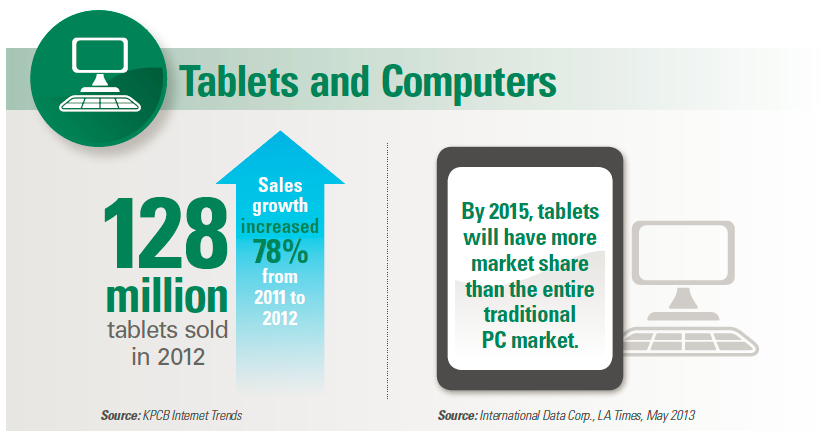 Tablets and Computers
128
million
tablets sold
in 2012
Sales
growth
increased
78%
from
2011 to
2012
Source: KPCB Internet Trends
By 2015, tablets
will have more
market share
than the entire
traditional
PC market.
Source: International Data Corp., LA Times, May 2013